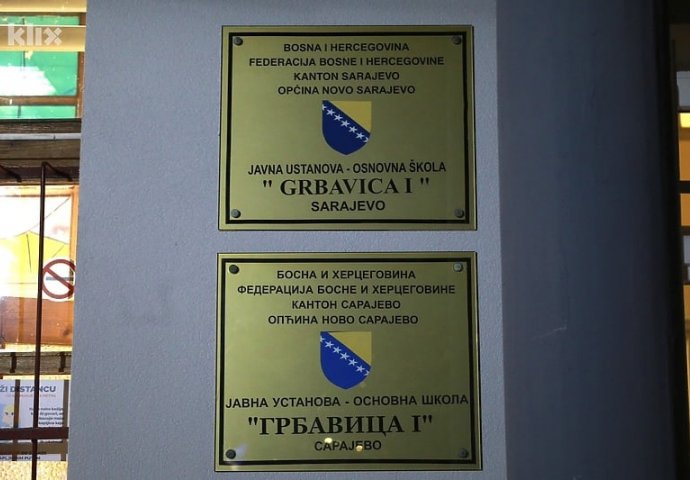 klix
BOSNA I HERCEGOVINA
FEDERACIJA BOSNE I HERCEGOVINE
KANTON SARAJEVO
OPĆINA NOVO SARAJEVO
JAVNA USTANOVA - OSNOVNA ŠKOLA
" GRBAVICA I "
SARAJEVO
БОСНА И ХЕРЦЕГОВИНА
ФЕДЕРАЦИЈА БОСНЕ И ХЕРЦЕГОВИНЕ
КАНТОН САРАЈЕВО
ОПЋИНА НОВО САРАЈЕВО
ЈАВНА УСТАНОВА - ОСНОВНА ШКОЛА
"ГРБАВИЦА I"
САРАЈЕВО
DISTANCU